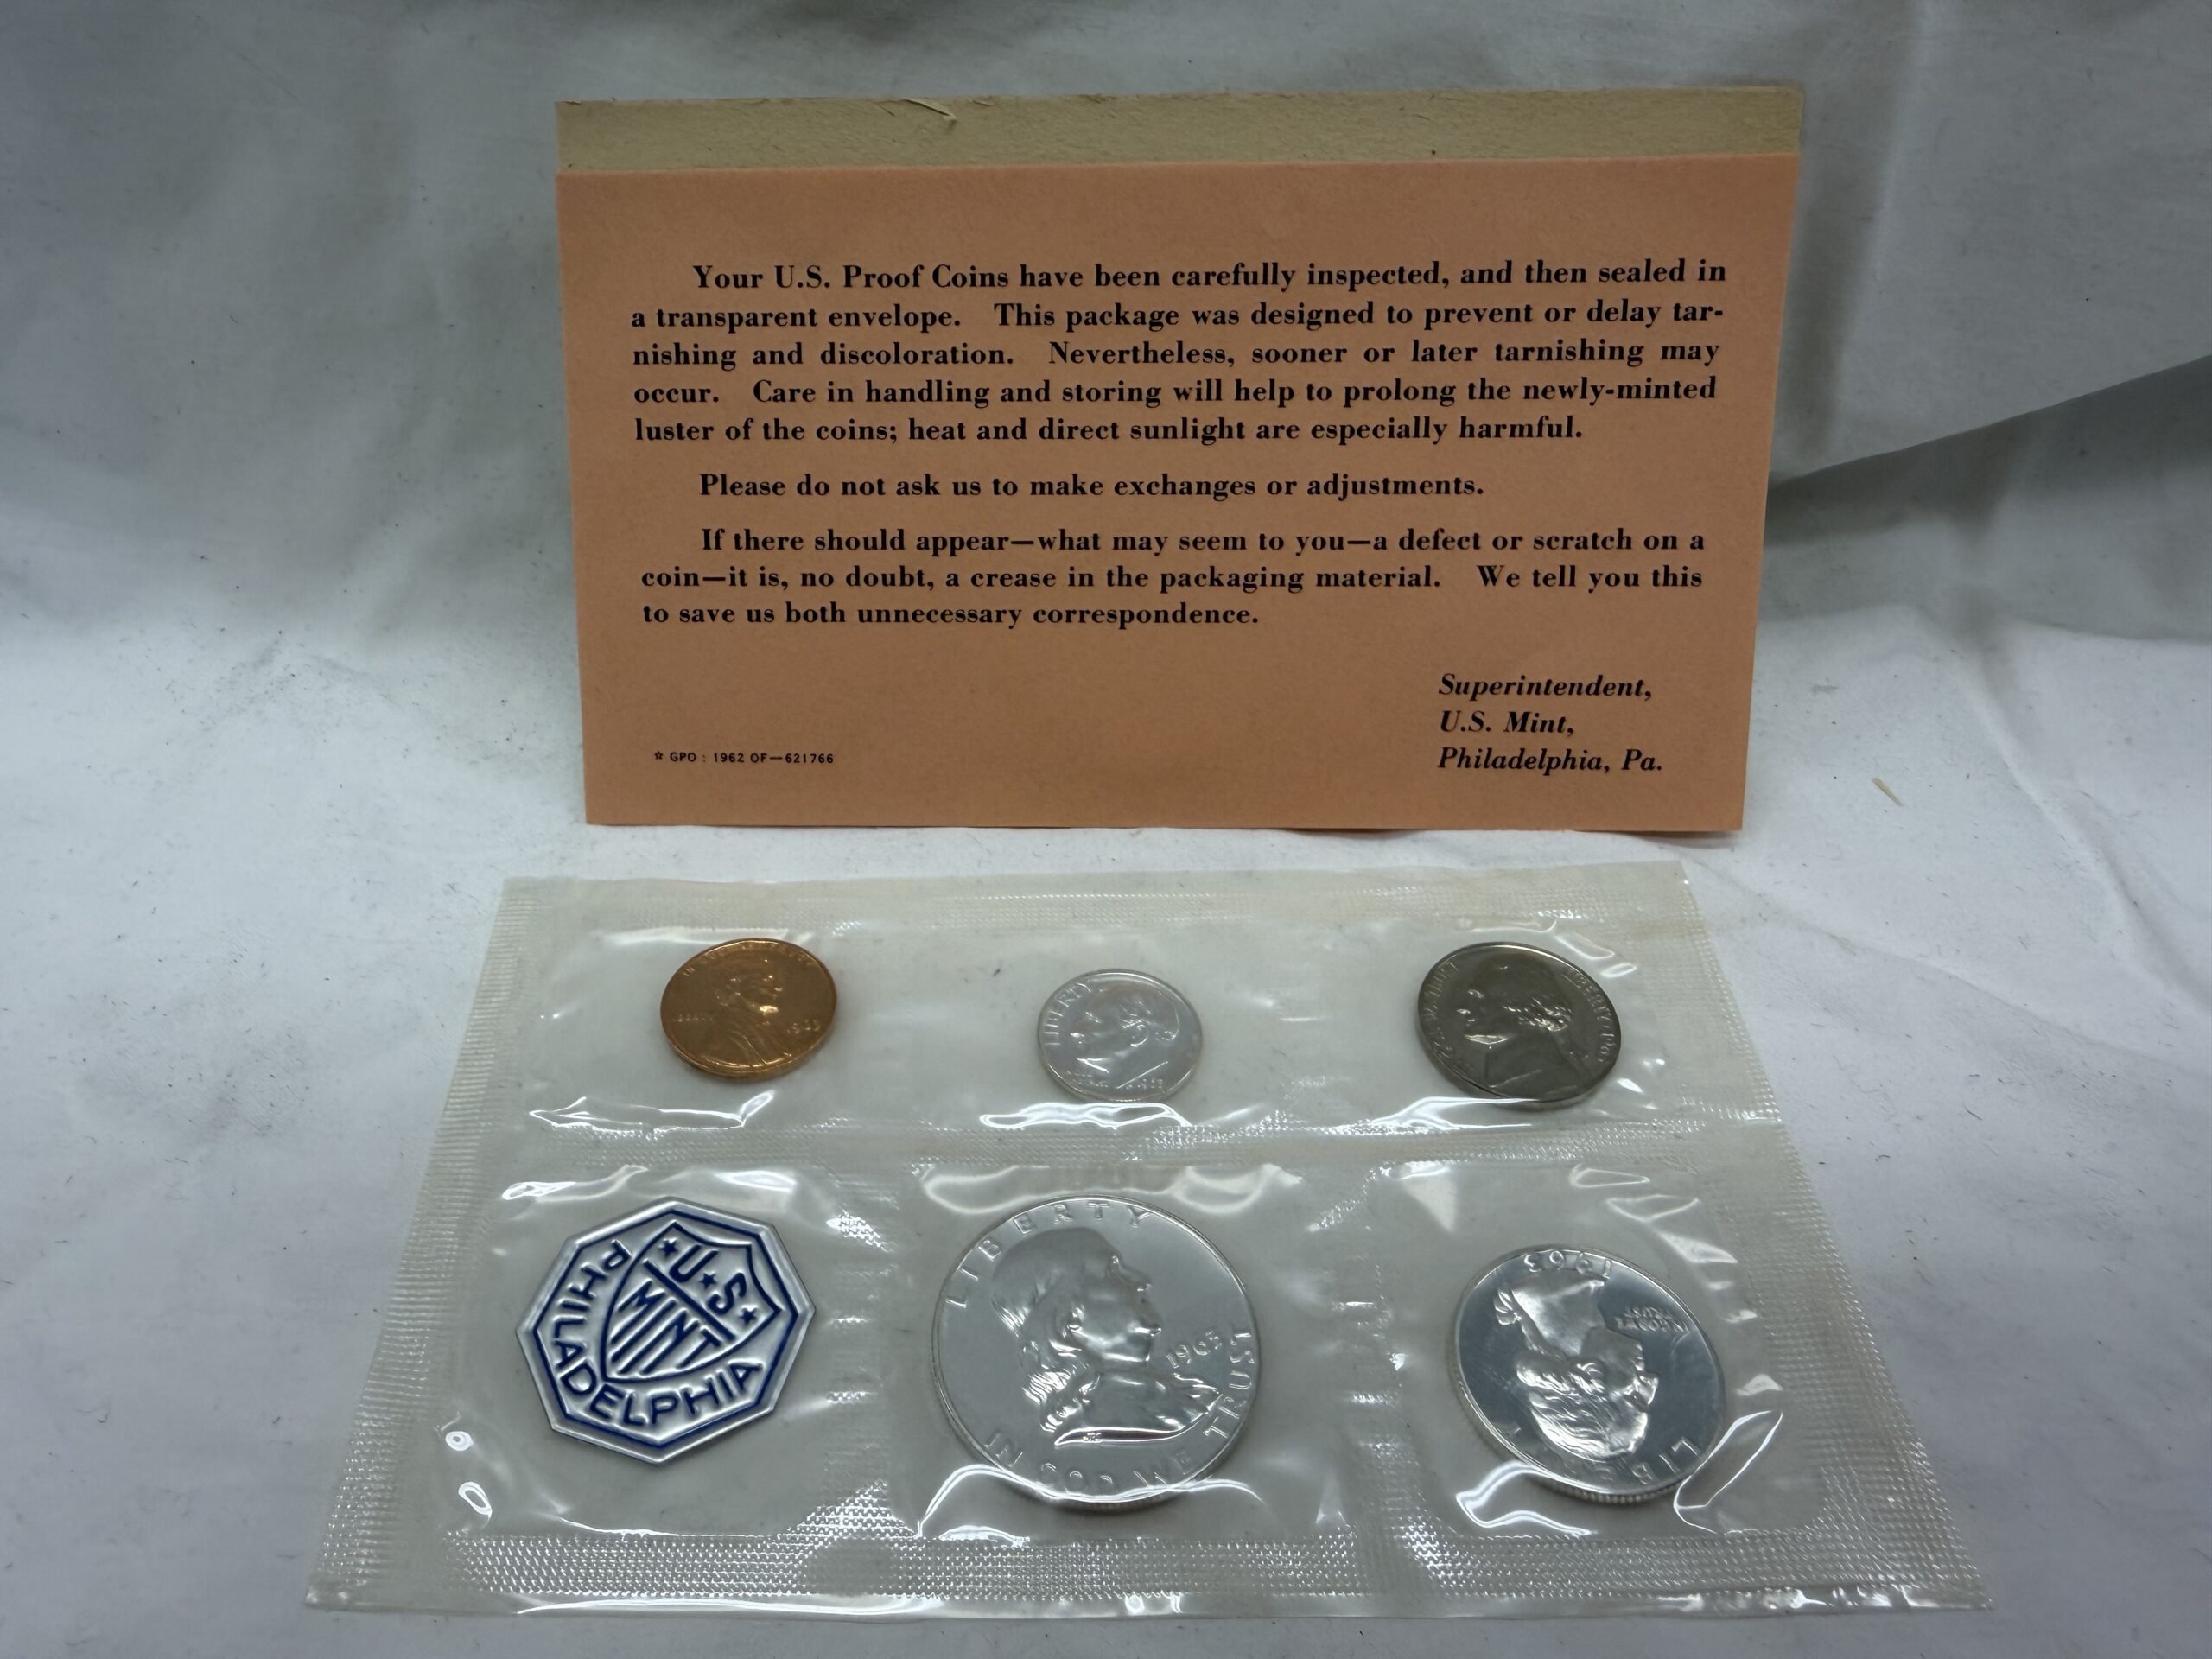 Your U.S. Proof Coins have been carefully inspected, and then sealed in
a transparent envelope. This package was designed to prevent or delay tar-
nishing and discoloration. Nevertheless, sooner or later tarnishing may
occur. Care in handling and storing will help to prolong the newly-minted
luster of the coins; heat and direct sunlight are especially harmful.
Please do not ask us to make exchanges or adjustments.
If there should appear—what may seem to you—a defect or scratch on a
coin—it is, no doubt, a crease in the packaging material. We tell you this
to save us both unnecessary correspondence.
Superintendent,
U.S. Mint,
Philadelphia, Pa.
☆ GPO : 1962 OF—621766
LIBERTY
1963
LIBERTY
1963
U.S.
MINT
PHILADELPHIA
LIBERTY
1963
IN GOD WE TRUST
1963